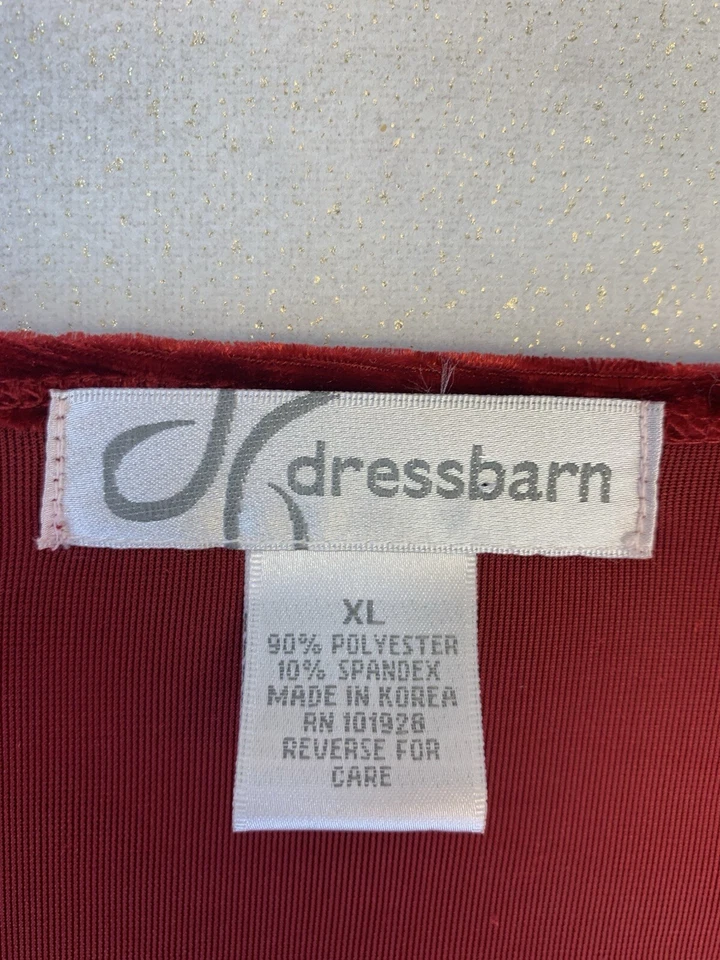 dressbarn
XL
90% POLYESTER
10% SPANDEX
MADE IN KOREA
RN 101928
REVERSE FOR
CARE